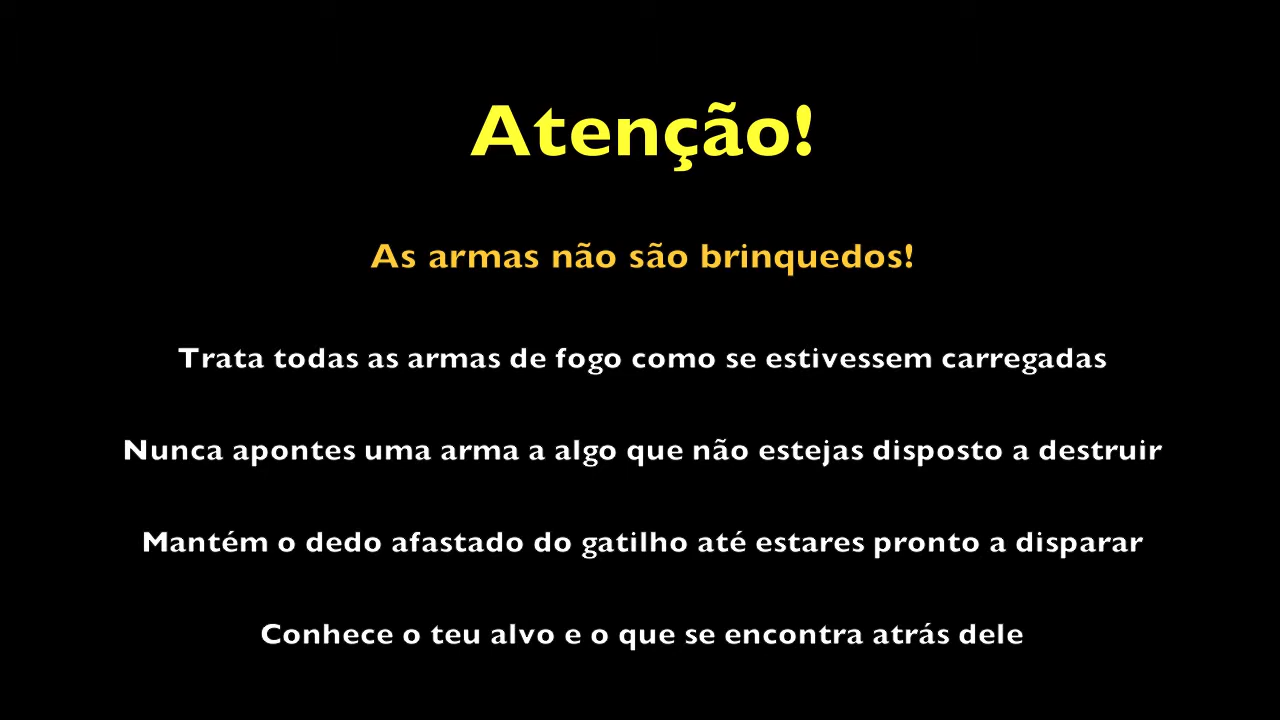 Atenção!
As armas não são brinquedos!
Trata todas as armas de fogo como se estivessem carregadas
Nunca apontes uma arma a algo que não estejas disposto a destruir
Mantém o dedo afastado do gatilho até estares pronto a disparar
Conhece o teu alvo e o que se encontra atrás dele